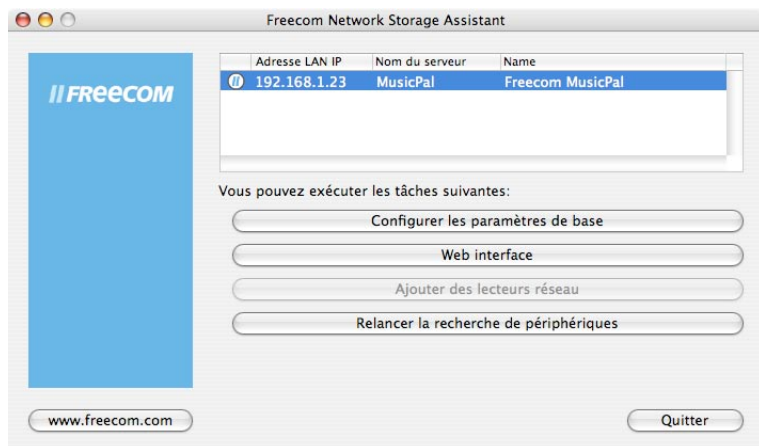 Freecom Network Storage Assistant
FREECOM
Adresse LAN IP Nom du serveur Name
192.168.1.23 MusicPal Freecom MusicPal
Vous pouvez exécuter les tâches suivantes:
Configurer les paramètres de base
Web interface
Ajouter des lecteurs réseau
Relancer la recherche de périphériques
www.freecom.com Quitter